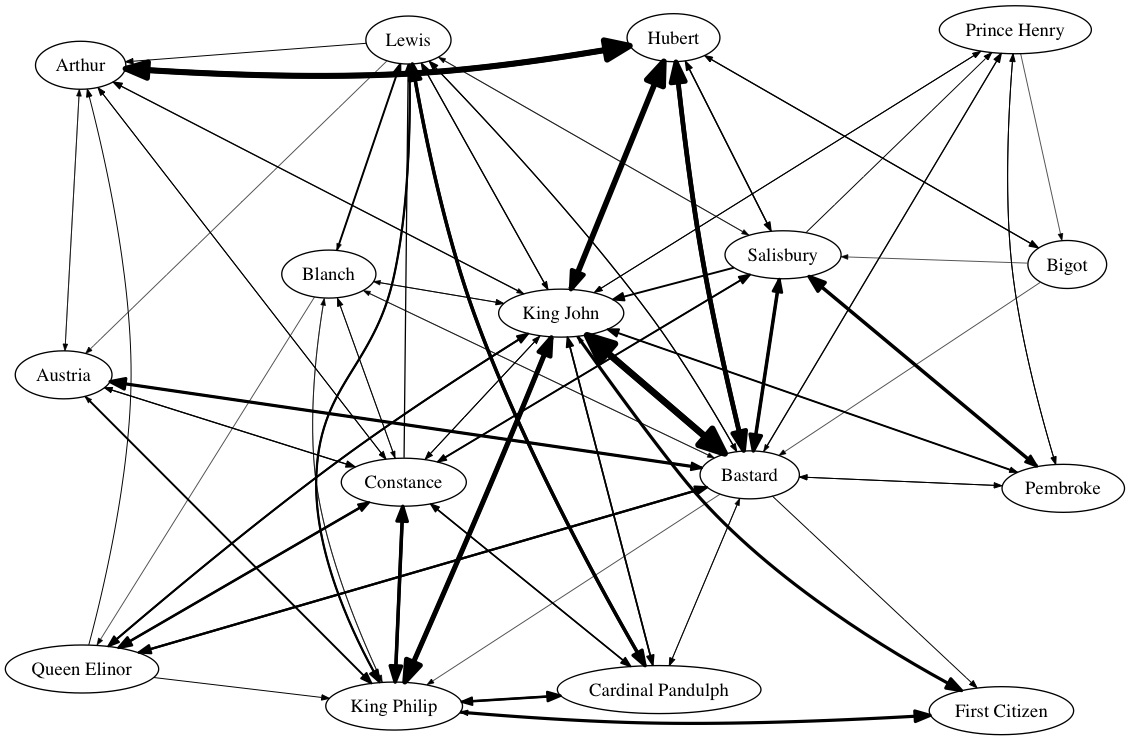 Prince Henry
Lewis
Hubert
Arthur
Salisbury
Bigot
Blanch
King John
Austria
Bastard
Constance
Pembroke
Queen Elinor
Cardinal Pandulph
King Philip
First Citizen